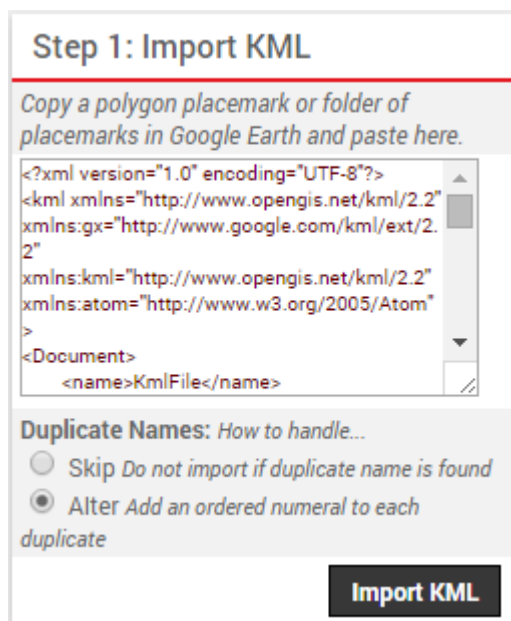 Step 1: Import KML
Copy a polygon placemark or folder of
placemarks in Google Earth and paste here.
<?xml version="1.0" encoding="UTF-8"?>
<kml xmlns="http://www.opengis.net/kml/2.2"
xmlns:gx="http://www.google.com/kml/ext/2.
2"
xmlns:kml="http://www.opengis.net/kml/2.2"
xmlns:atom="http://www.w3.org/2005/Atom"
>
<Document>
<name>KmlFile</name>
Duplicate Names: How to handle...
Skip Do not import if duplicate name is found
Alter Add an ordered numeral to each
duplicate
Import KML